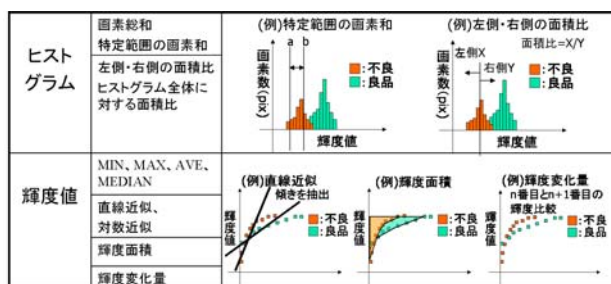 ヒスト
グラム
画素総和
特定範囲の画素和
左側・右側の面積比
ヒストグラム全体に
対する面積比
(例)特定範囲の画素和
a
b
画素数(pix)
:不良
:良品
輝度値
(例)左側・右側の面積比
面積比=X/Y
左側X
右側Y
画素数(pix)
:不良
:良品
輝度値
輝度値
MIN、MAX、AVE、
MEDIAN
直線近似、
対数近似
輝度面積
輝度変化量
(例)直線近似
傾きを抽出
輝度値
:不良
:良品
(例)輝度面積
輝度値
:不良
:良品
(例)輝度変化量
n番目とn+1番目の
輝度比較
輝度値
:不良
:良品